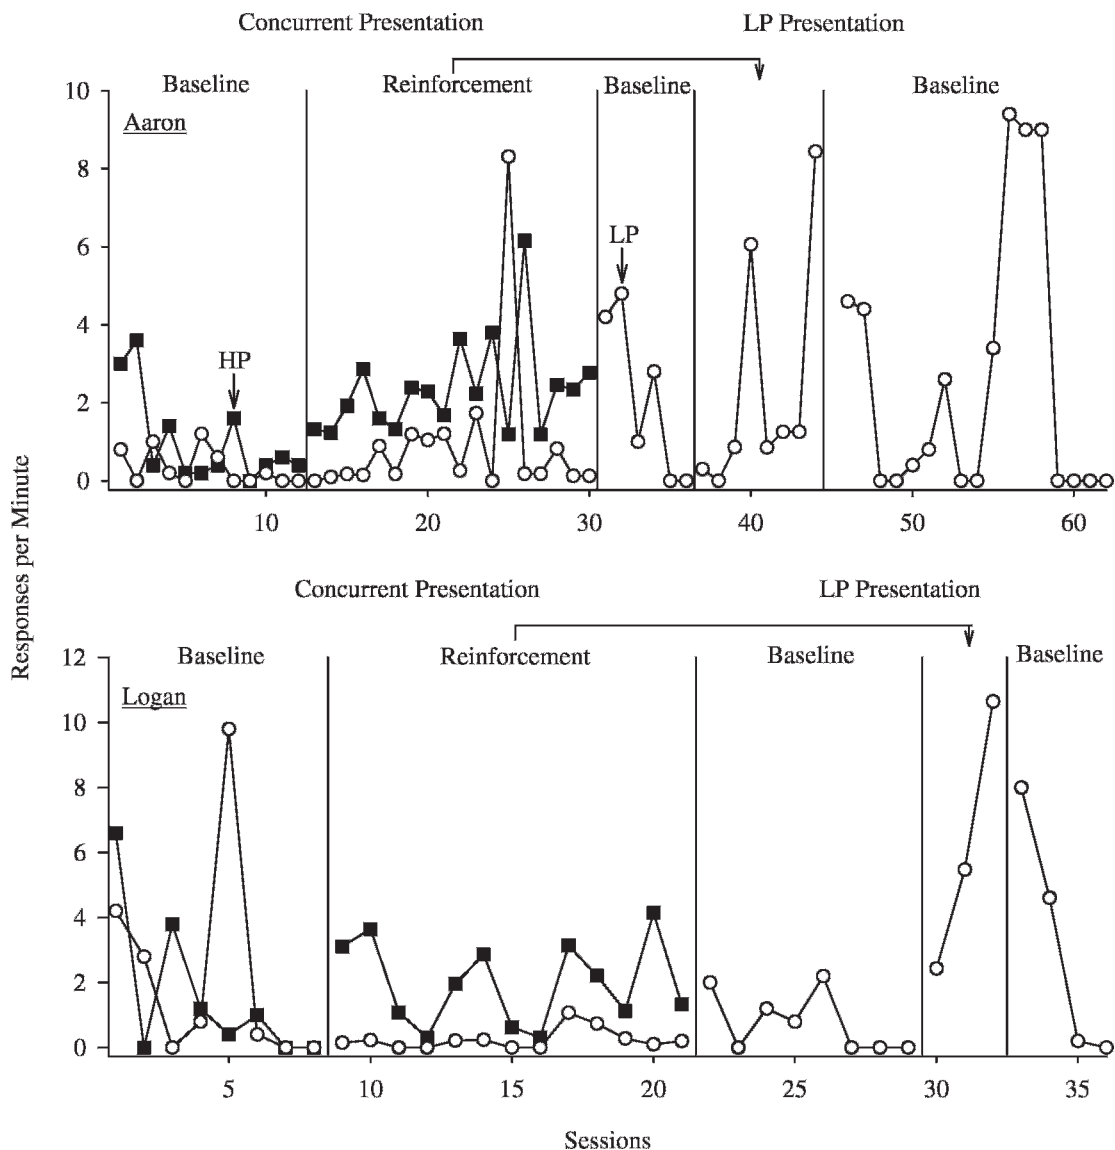 Concurrent Presentation LP Presentation
Baseline Reinforcement Baseline Baseline
10
Aaron
8
6
LP
4
HP
2
0
10 20 30 40 50 60
Responses per Minute
Concurrent Presentation LP Presentation
Baseline Reinforcement Baseline Baseline
12
Logan
10
8
6
4
2
0
5 10 15 20 25 30 35
Sessions